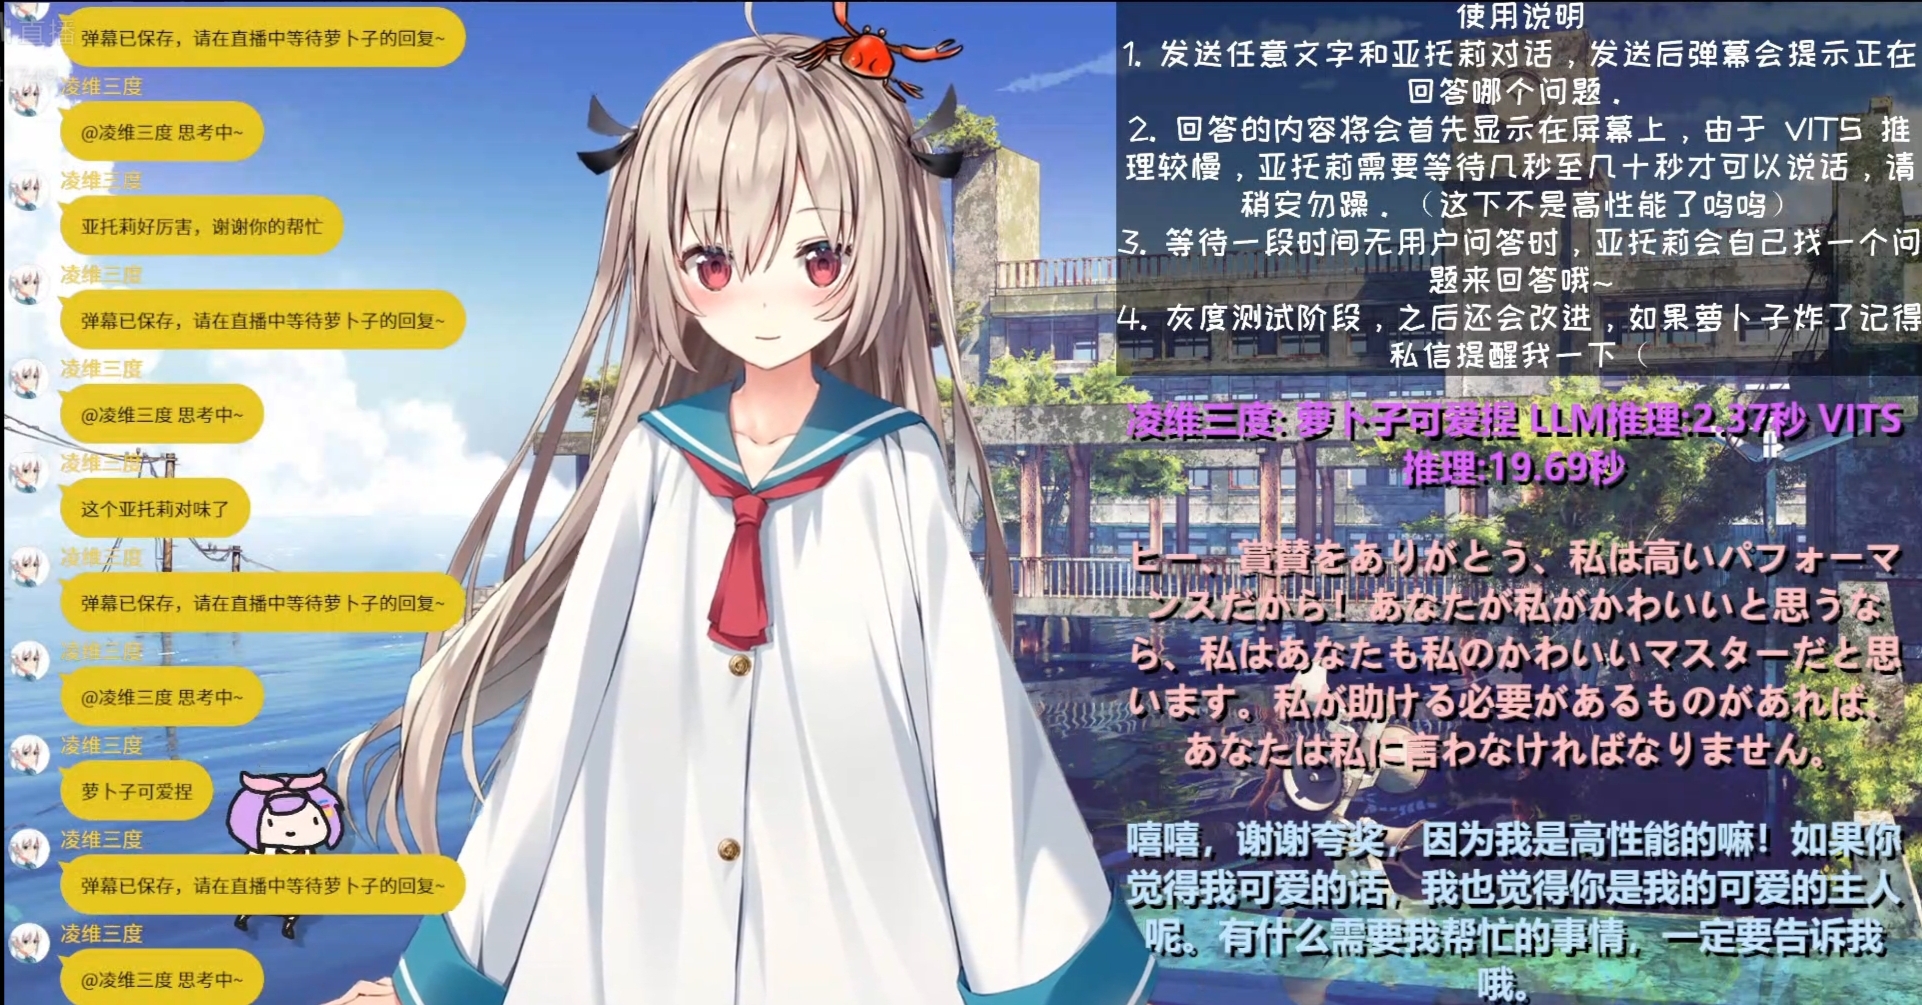 直播
弹幕已保存，请在直播中等待萝卜子的回复~
凌维三度
@凌维三度 思考中~
凌维三度
亚托莉好厉害，谢谢你的帮忙
凌维三度
弹幕已保存，请在直播中等待萝卜子的回复~
凌维三度
@凌维三度 思考中~
凌维三度
这个亚托莉对味了
凌维三度
弹幕已保存，请在直播中等待萝卜子的回复~
凌维三度
@凌维三度 思考中~
凌维三度
萝卜子可爱捏
凌维三度
弹幕已保存，请在直播中等待萝卜子的回复~
凌维三度
@凌维三度 思考中~
使用说明
1. 发送任意文字和亚托莉对话，发送后弹幕会提示正在
回答哪个问题.
2. 回答的内容将会首先显示在屏幕上，由于 VITS 推
理较慢，亚托莉需要等待几秒至几十秒才可以说话，请
稍安勿躁. （这下不是高性能了呜呜）
3. 等待一段时间无用户问答时，亚托莉会自己找一个问
题来回答哦~
4. 灰度测试阶段，之后还会改进，如果萝卜子炸了记得
私信提醒我一下（
凌维三度: 萝卜子可爱捏 LLM推理:2.37秒 VITS
推理:19.69秒
ヒー、賞賛をありがとう、私は高いパフォーマ
ンスだから！あなたが私がかわいいと思うな
ら、私はあなたも私のかわいいマスターだと思
います。私が助ける必要があるものがあれば、
あなたは私に言わなければなりません。
嘻嘻，谢谢夸奖，因为我是高性能的嘛！如果你
觉得我可爱的话，我也觉得你是我的可爱的主人
呢。有什么需要我帮忙的事情，一定要告诉我
哦。